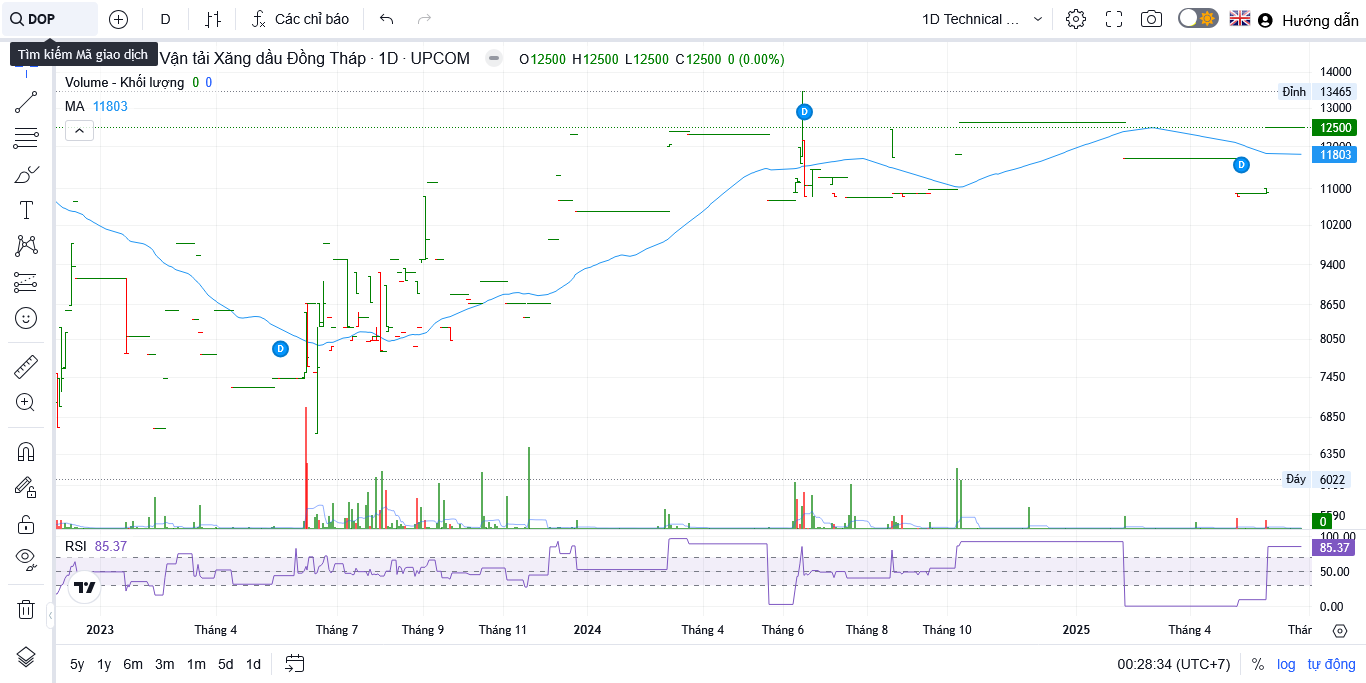 DOP
D
Các chỉ báo
1D Technical ...
Hướng dẫn
Tìm kiếm Mã giao dịch
Vận tải Xăng dầu Đồng Tháp · 1D · UPCOM
O12500 H12500 L12500 C12500 0 (0.00%)
Volume - Khối lượng 0 0
MA 11803
14000
Đỉnh 13465
13000
12500
11803
11000
10200
9400
8650
8050
7450
6850
6350
Đáy 6022
5590
0
D
D
D
RSI 85.37
100.00
85.37
50.00
0.00
2023 Tháng 4 Tháng 7 Tháng 9 Tháng 11 2024 Tháng 4 Tháng 6 Tháng 8 Tháng 10 2025 Tháng 4 Thár
5y 1y 6m 3m 1m 5d 1d
00:28:34 (UTC+7) % log tự động